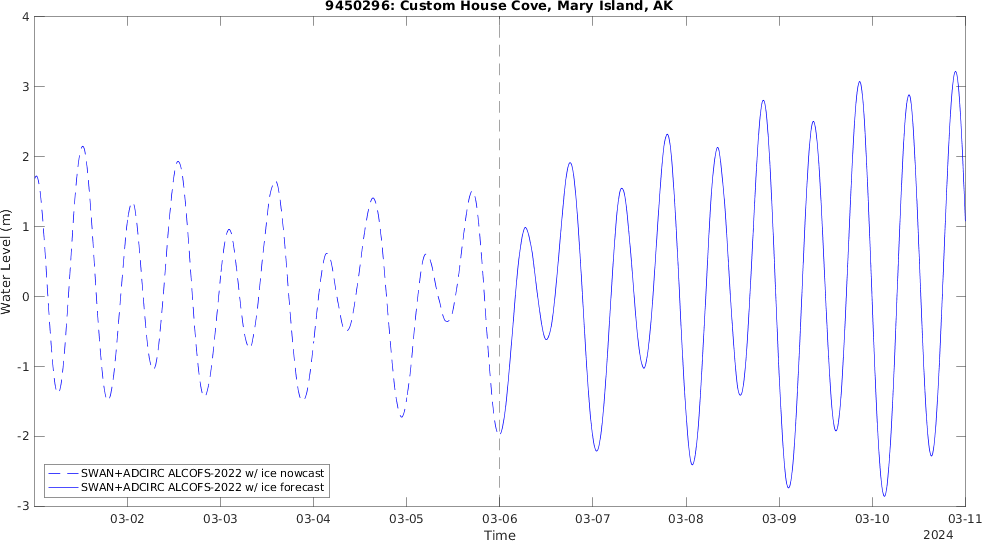 9450296: Custom House Cove, Mary Island, AK
4
3
2
1
0
-1
-2
-3
Water Level (m)
SWAN+ADCIRC ALCOFS-2022 w/ ice nowcast
SWAN+ADCIRC ALCOFS-2022 w/ ice forecast
03-02 03-03 03-04 03-05 03-06 03-07 03-08 03-09 03-10 03-11
Time
2024